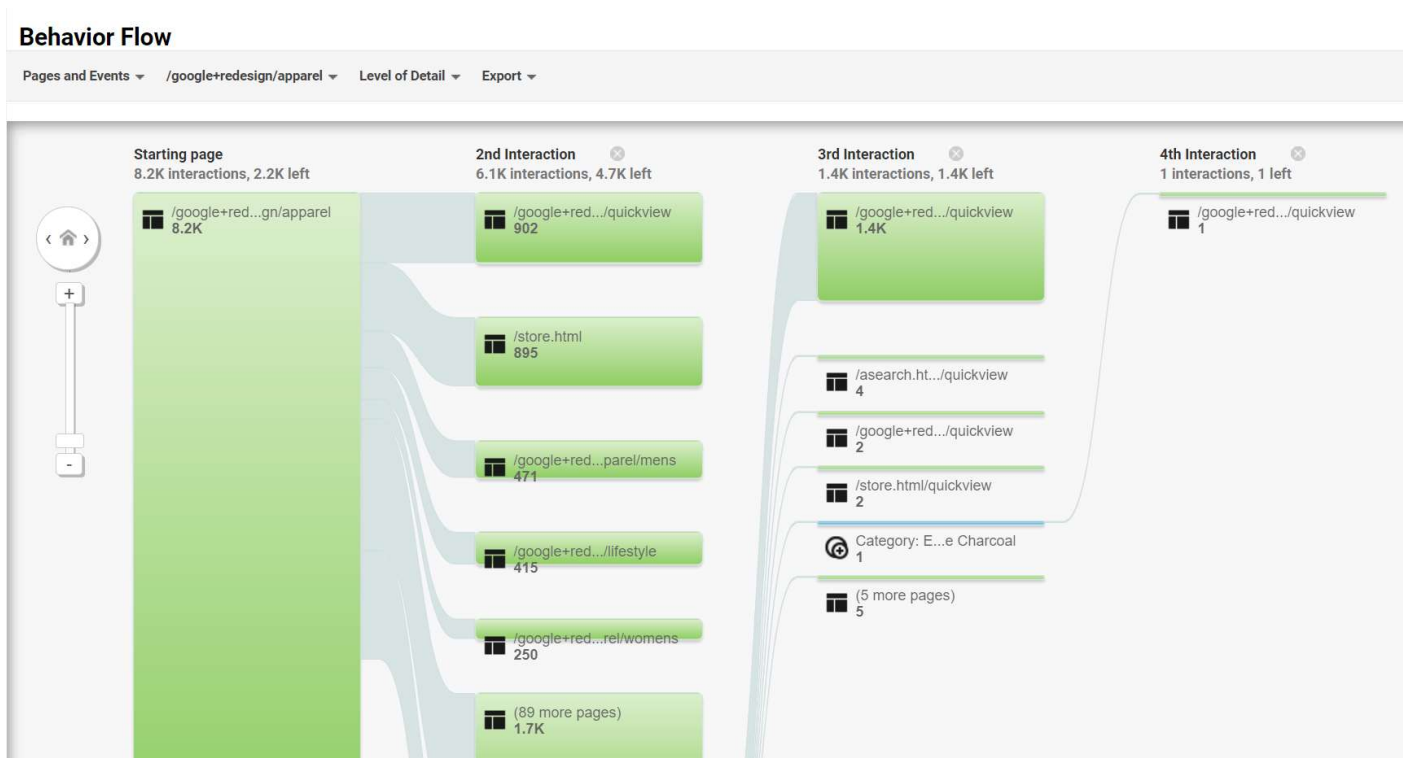 Behavior Flow
Pages and Events
/google+redesign/apparel
Level of Detail
Export
Starting page
8.2K interactions, 2.2K left
/google+red...gn/apparel
8.2K
2nd Interaction
6.1K interactions, 4.7K left
/google+red.../quickview
902
/store.html
895
/google+red...parel/mens
471
/google+red.../lifestyle
415
/google+red...rel/womens
250
(89 more pages)
1.7K
3rd Interaction
1.4K interactions, 1.4K left
/google+red.../quickview
1.4K
/asearch.ht.../quickview
4
/google+red.../quickview
2
/store.html/quickview
2
Category: E...e Charcoal
1
(5 more pages)
5
4th Interaction
1 interactions, 1 left
/google+red.../quickview
1